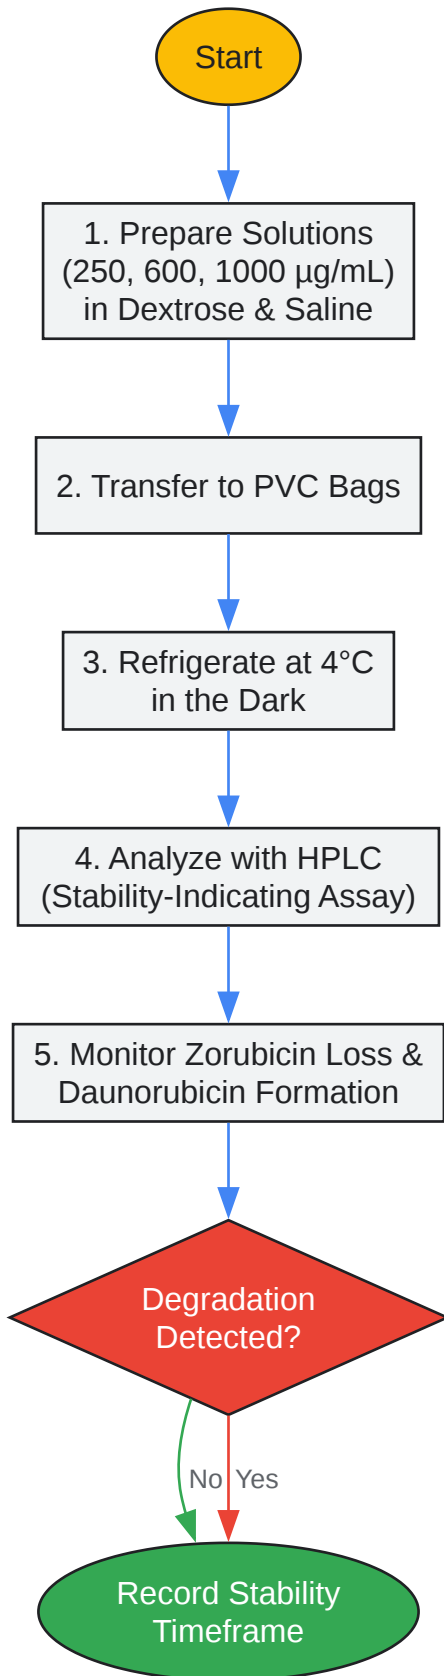 Start
1. Prepare Solutions
(250, 600, 1000 µg/mL)
in Dextrose & Saline
2. Transfer to PVC Bags
3. Refrigerate at 4°C
in the Dark
4. Analyze with HPLC
(Stability-Indicating Assay)
5. Monitor Zorubicin Loss &
Daunorubicin Formation
Degradation
Detected?
No Yes
Record Stability
Timeframe